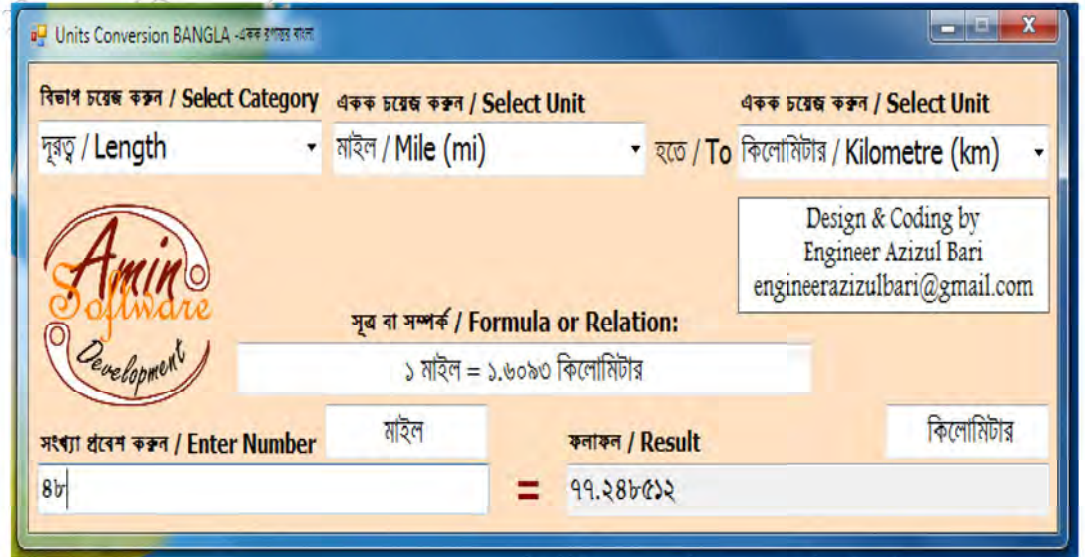 Units Conversion BANGLA -একক রূপান্তর বাংলা
বিভাগ চয়েজ করুন / Select Category
একক চয়েজ করুন / Select Unit
একক চয়েজ করুন / Select Unit
দূরত্ব / Length
মাইল / Mile (mi)
হতে / To
কিলোমিটার / Kilometre (km)
Amin
Software
Development
Design & Coding by
Engineer Azizul Bari
engineerazizulbari@gmail.com
সূত্র বা সম্পর্ক / Formula or Relation:
১ মাইল = ১.৬০৯৩ কিলোমিটার
সংখ্যা প্রবেশ করুন / Enter Number
মাইল
ফলাফল / Result
কিলোমিটার
৪৮
=
৭৭.২৪৮৫১২